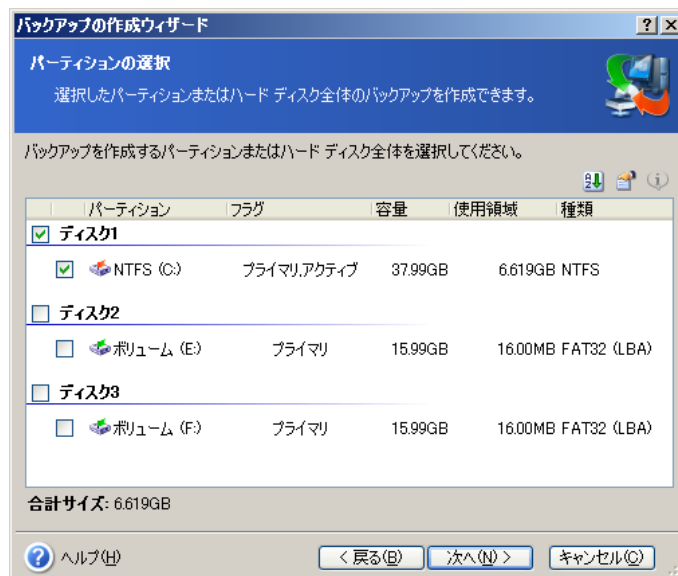 バックアップの作成ウィザード
パーティションの選択
選択したパーティションまたはハード ディスク全体のバックアップを作成できます。
バックアップを作成するパーティションまたはハード ディスク全体を選択してください。
パーティション フラグ 容量 使用領域 種類
ディスク1
NTFS (C:) プライマリ,アクティブ 37.99GB 6.619GB NTFS
ディスク2
ボリューム (E:) プライマリ 15.99GB 16.00MB FAT32 (LBA)
ディスク3
ボリューム (F:) プライマリ 15.99GB 16.00MB FAT32 (LBA)
合計サイズ: 6.619GB
ヘルプ(H) < 戻る(B) 次へ(N) > キャンセル(C)